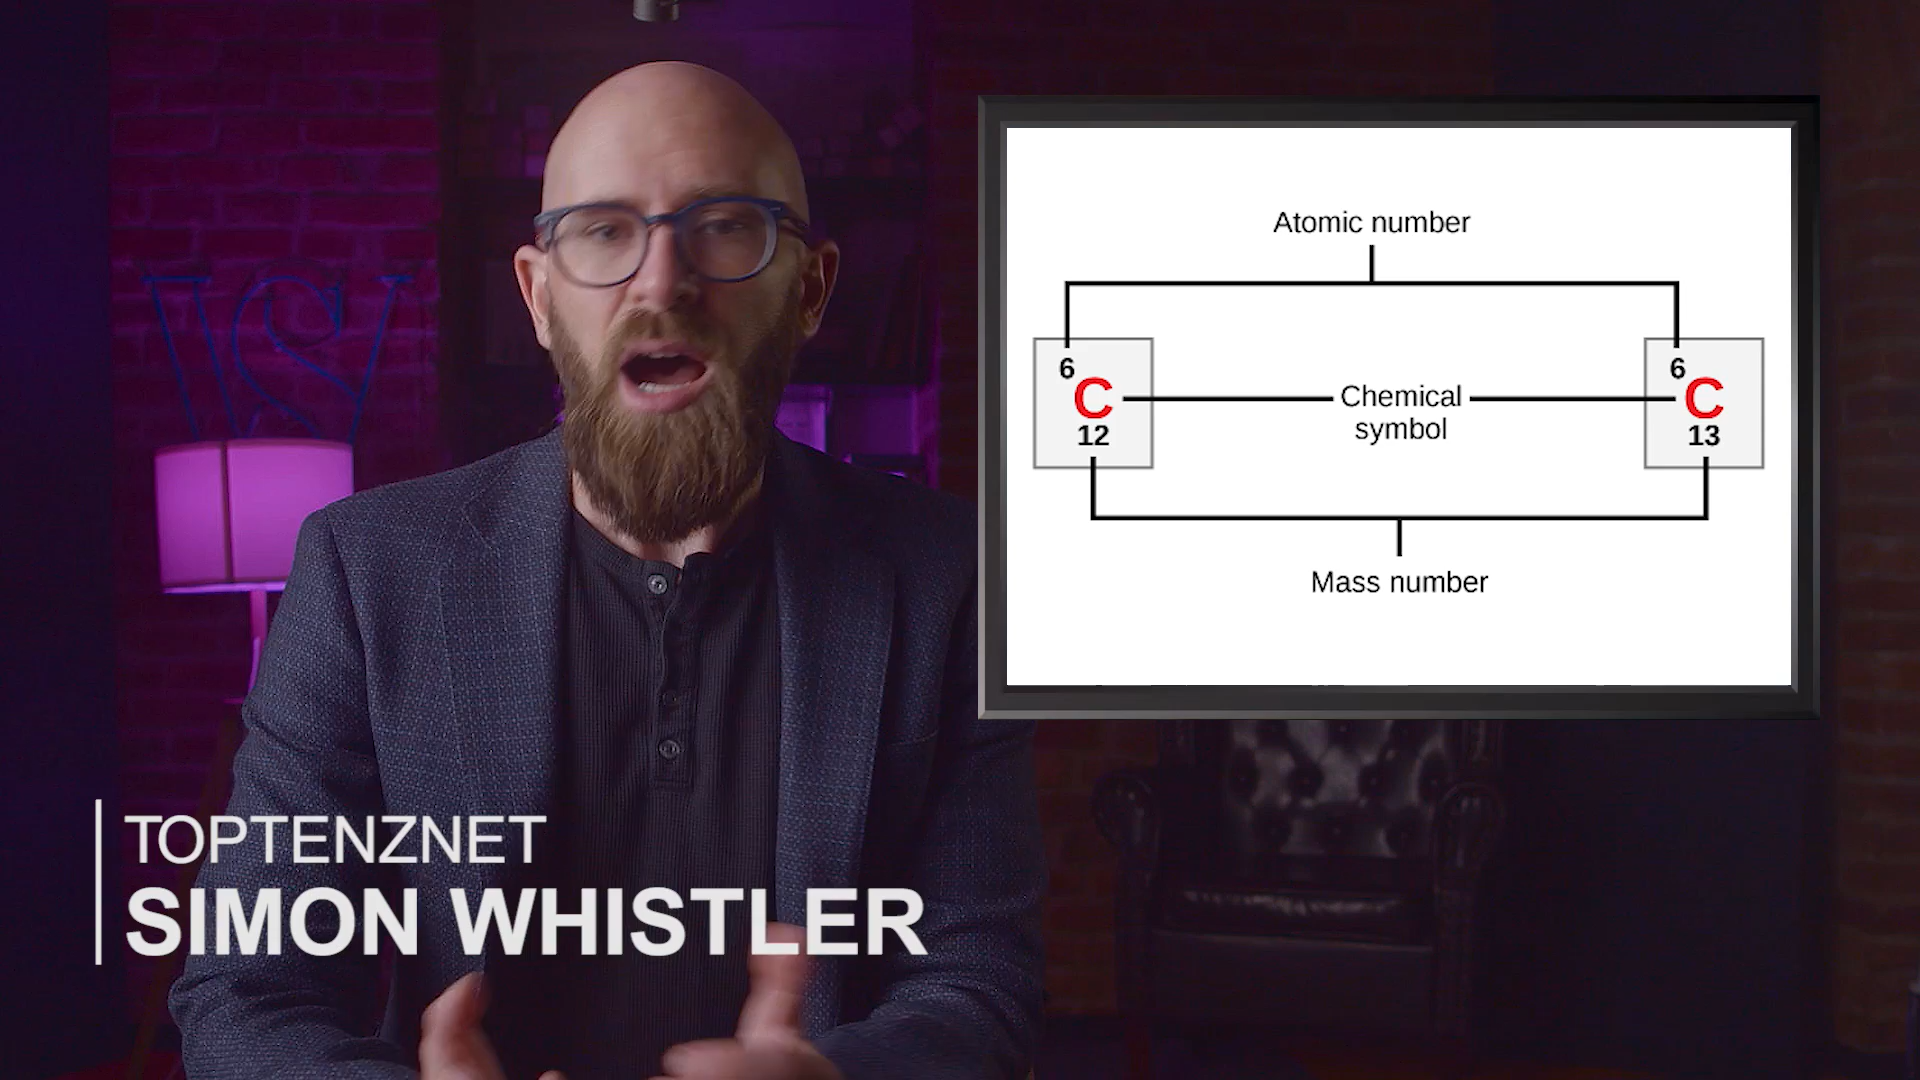 Atomic number
6
C
12
Chemical
symbol
6
C
13
Mass number
TOPTENZNET
SIMON WHISTLER